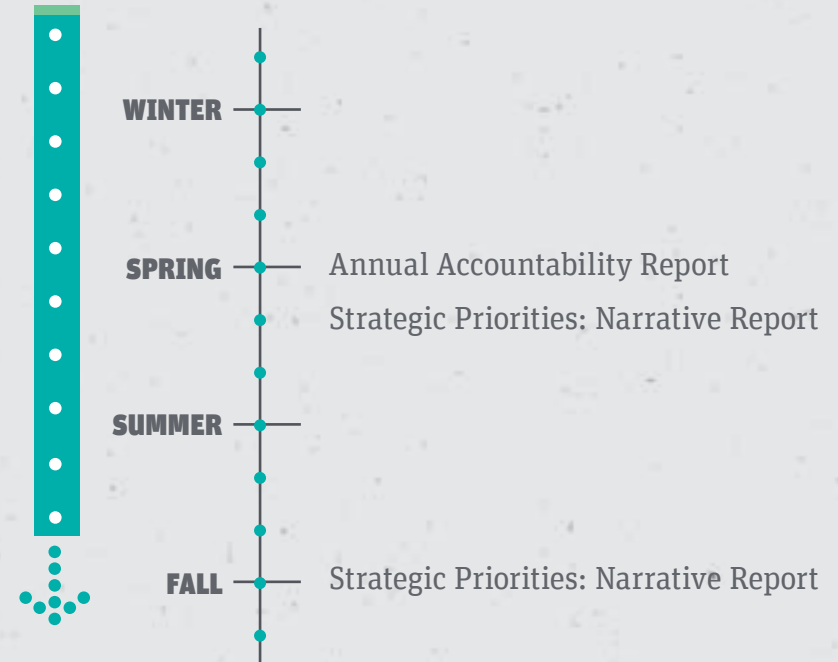 WINTER
SPRING
Annual Accountability Report
Strategic Priorities: Narrative Report
SUMMER
FALL
Strategic Priorities: Narrative Report